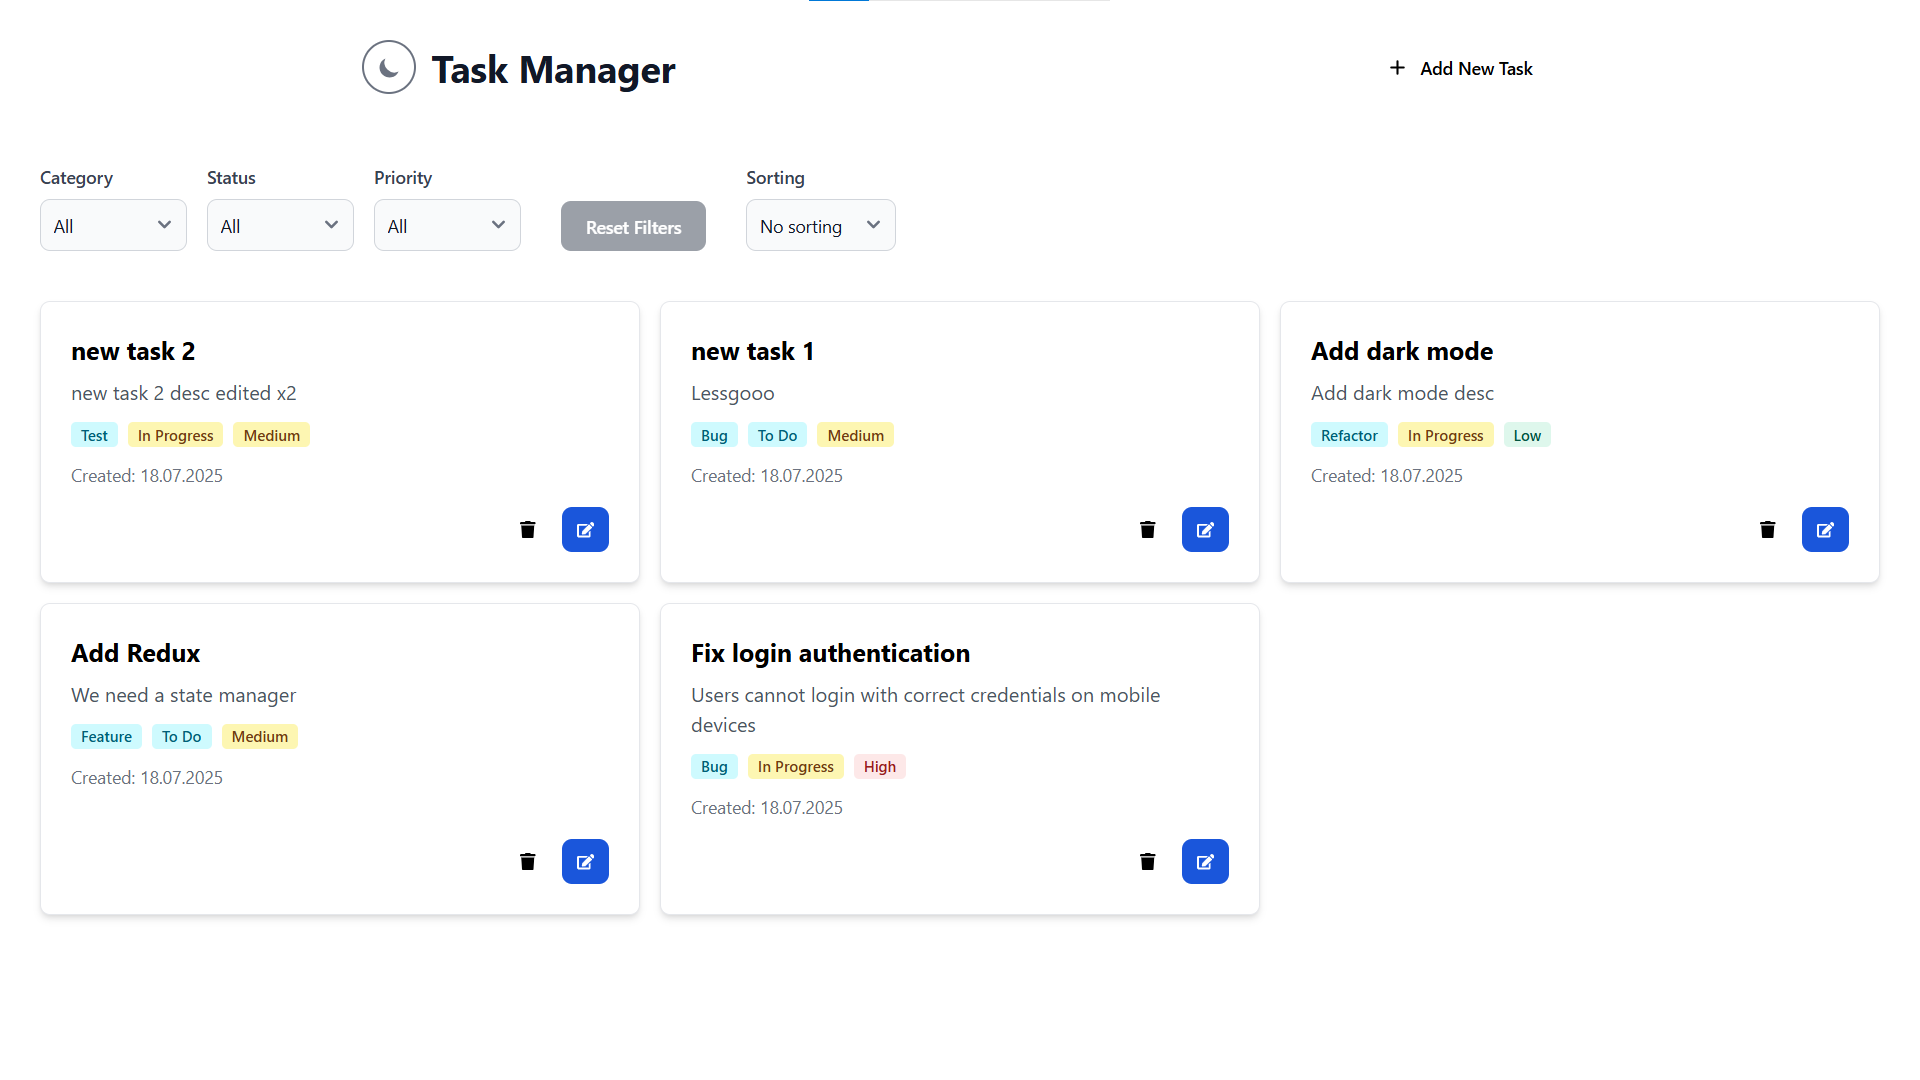 Task Manager
Add New Task
Category
Status
Priority
Sorting
All
All
All
Reset Filters
No sorting
new task 2
new task 2 desc edited x2
Test In Progress Medium
Created: 18.07.2025
new task 1
Lessgooo
Bug To Do Medium
Created: 18.07.2025
Add dark mode
Add dark mode desc
Refactor In Progress Low
Created: 18.07.2025
Add Redux
We need a state manager
Feature To Do Medium
Created: 18.07.2025
Fix login authentication
Users cannot login with correct credentials on mobile
devices
Bug In Progress High
Created: 18.07.2025